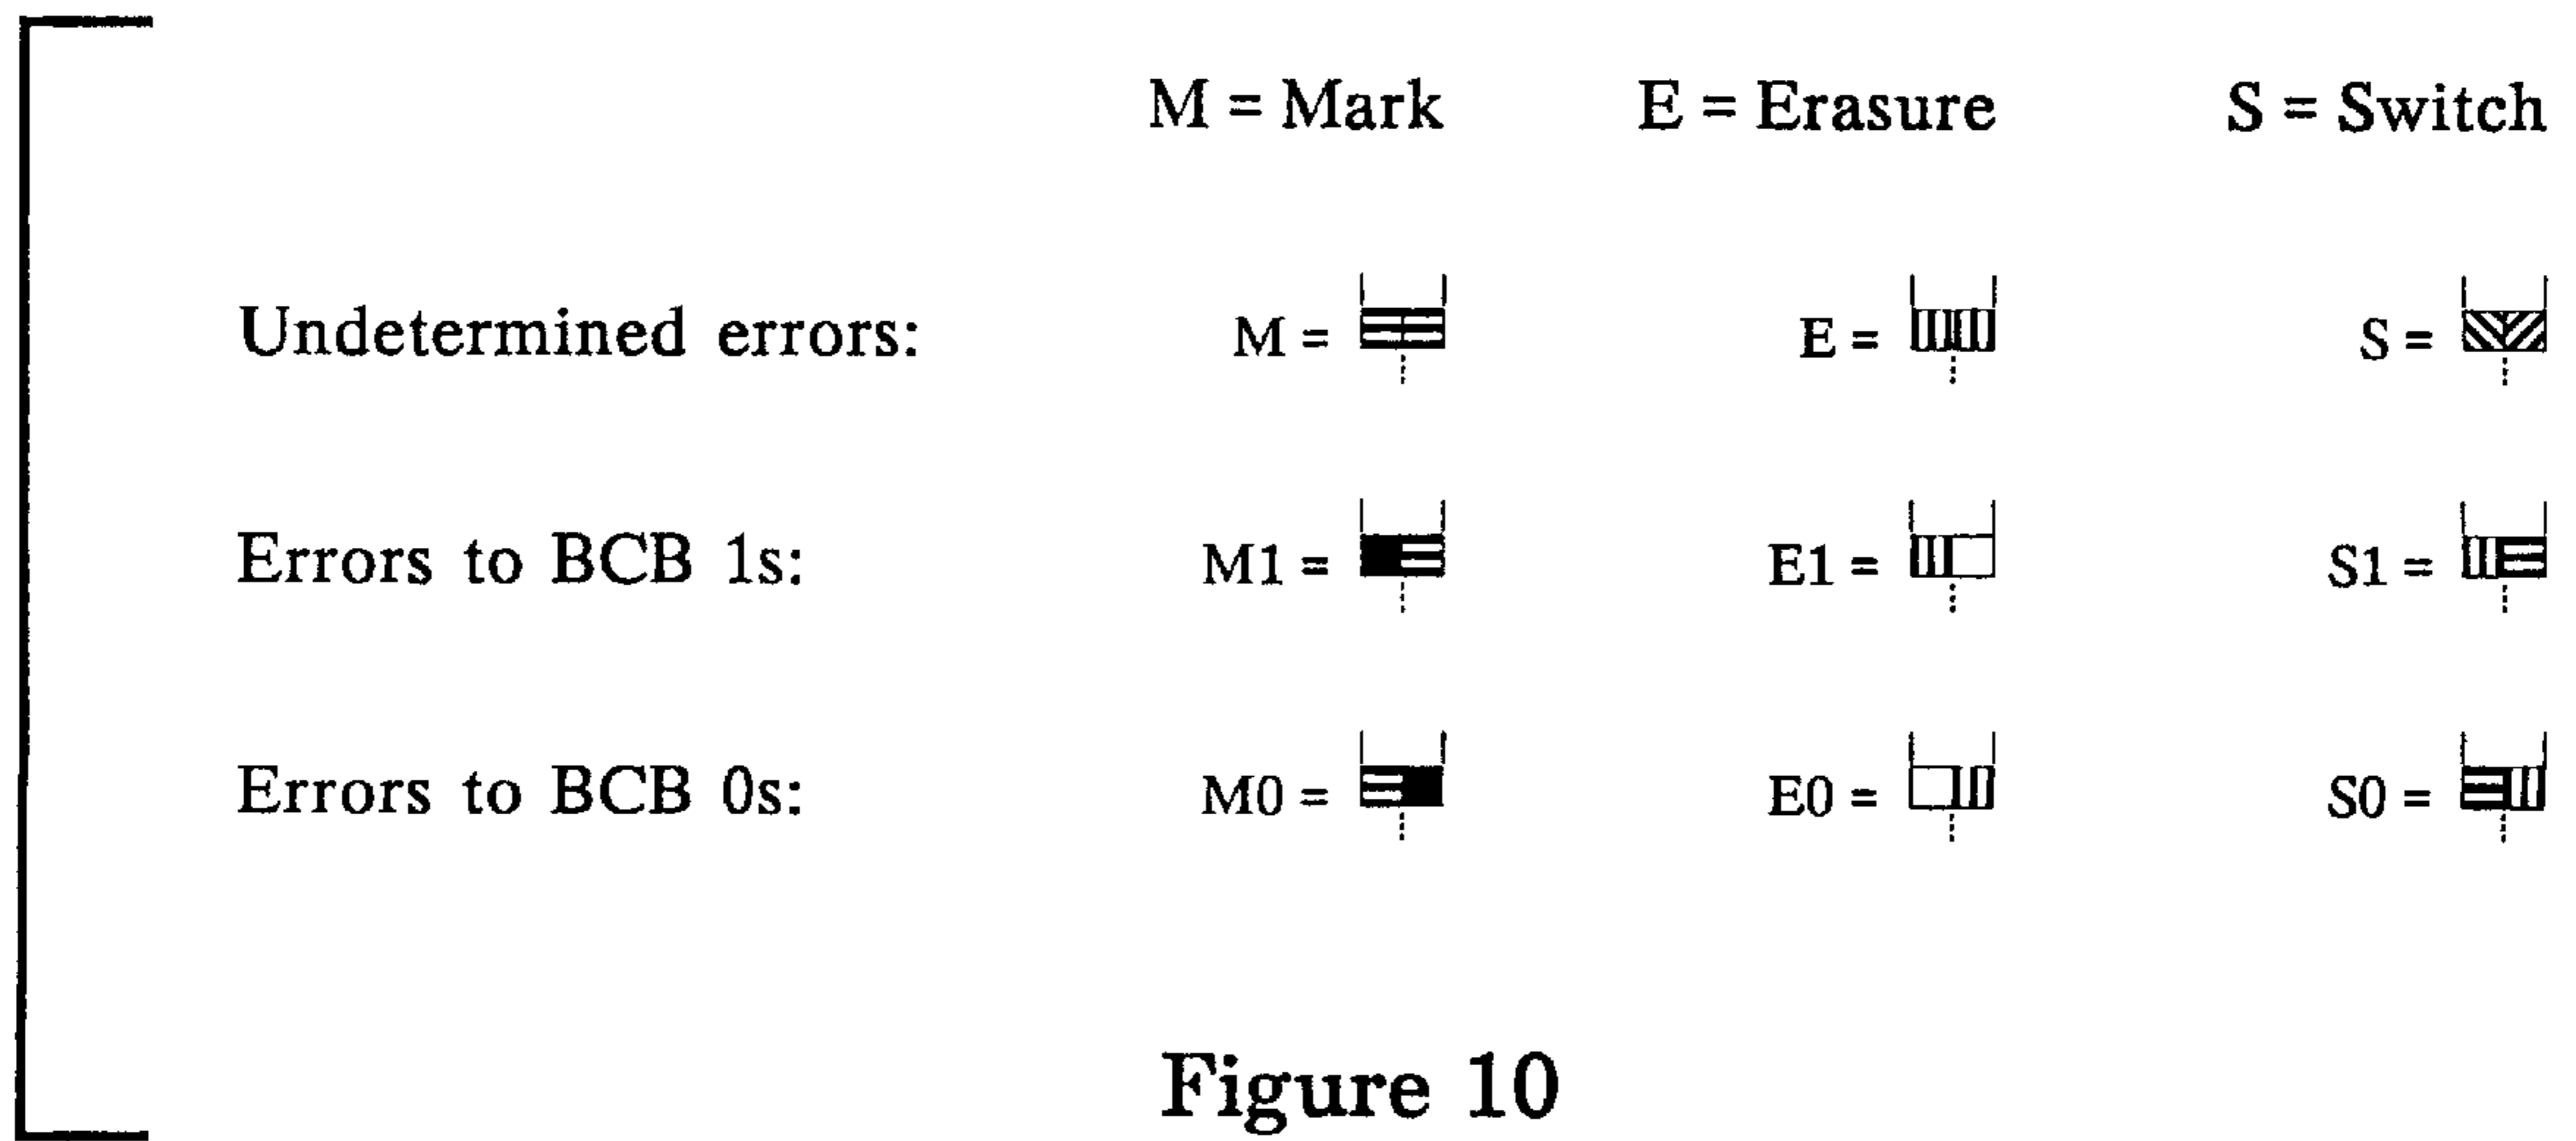 M = Mark E = Erasure S = Switch
Undetermined errors: M = E = S =
Errors to BCB 1s: M1 = E1 = S1 =
Errors to BCB 0s: M0 = E0 = S0 =
Figure 10